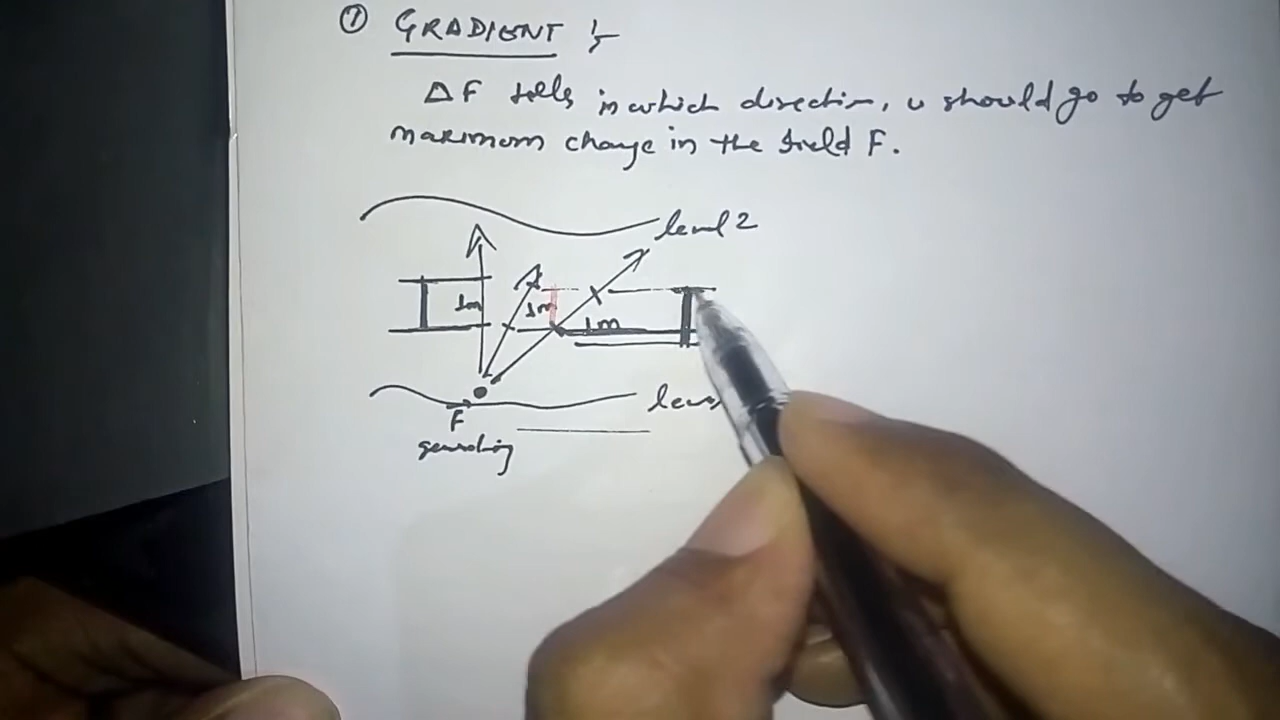 ① GRADIENT :-
ΔF tells in which direction, u should go to get
maximum change in the field F.
level 2
1m
1m
1m
F